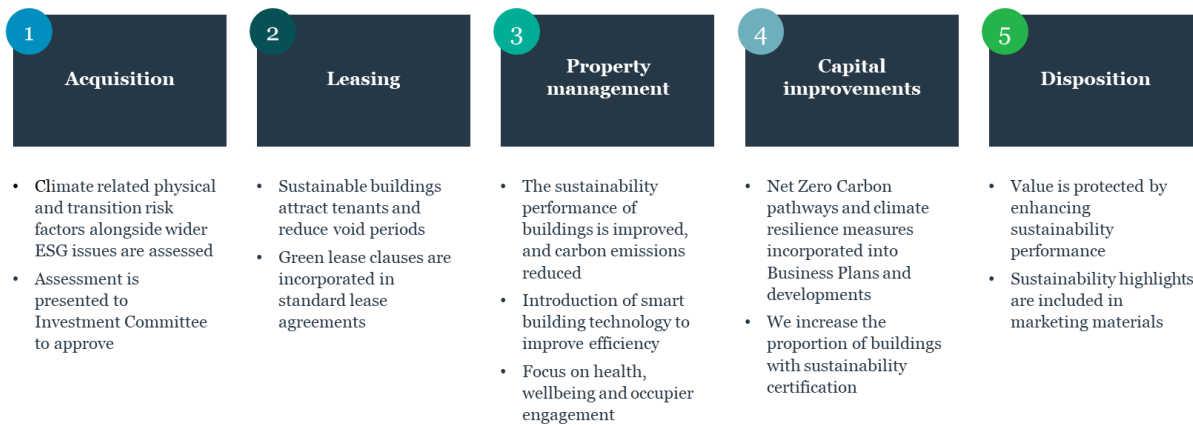 1
Acquisition
• Climate related physical
and transition risk
factors alongside wider
ESG issues are assessed
• Assessment is
presented to
Investment Committee
to approve
2
Leasing
• Sustainable buildings
attract tenants and
reduce void periods
• Green lease clauses are
incorporated in
standard lease
agreements
3
Property
management
• The sustainability
performance of
buildings is improved,
and carbon emissions
reduced
• Introduction of smart
building technology to
improve efficiency
• Focus on health,
wellbeing and occupier
engagement
4
Capital
improvements
• Net Zero Carbon
pathways and climate
resilience measures
incorporated into
Business Plans and
developments
• We increase the
proportion of buildings
with sustainability
certification
5
Disposition
• Value is protected by
enhancing
sustainability
performance
• Sustainability highlights
are included in
marketing materials